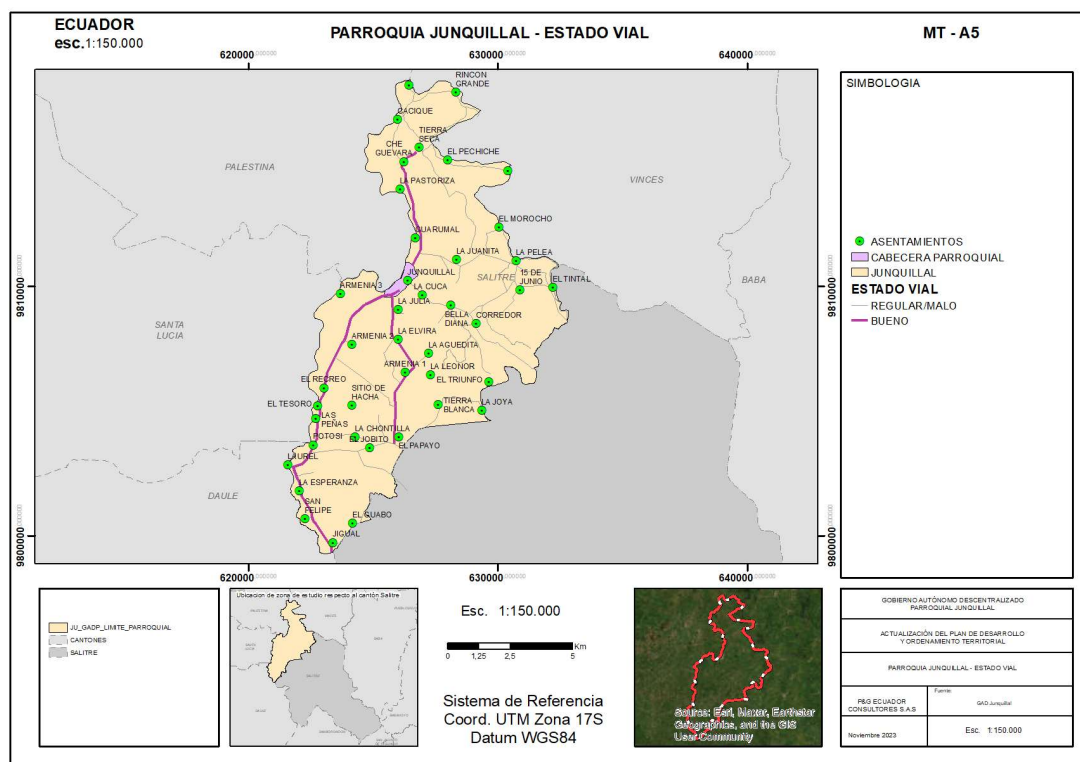 ECUADOR
esc.1:150.000
PARROQUIA JUNQUILLAL - ESTADO VIAL
MT - A5
620000
630000
640000
RINCON
GRANDE
CACIQUE
TIERRA
SECA
CHE
GUEVARA
EL PECHICHE
PALESTINA
VINCES
LA PASTORIZA
EL MOROCHO
GUARUMAL
LA JUANITA
LA PELEA
SALITRE
JUNQUILLAL
15 DE
JUNIO
EL TINTAL
BABA
ARMENIA 3
LA CUCA
LA JULIA
BELLA
DIANA
CORREDOR
SANTA
LUCIA
ARMENIA 2
LA ELVIRA
LA AGUEDITA
ARMENIA 1
LA LEONOR
EL TRIUNFO
EL RECREO
SITIO DE
HACHA
EL TESORO
LAS
PEÑAS
TIERRA
BLANCA
LA JOYA
POTOSI
LA CHONTILLA
EL JOBITO
EL PAPAYO
LAUREL
DAULE
LA ESPERANZA
SAN
FELIPE
EL GUABO
JIGUAL
9810000
9810000
9800000
9800000
620000
630000
640000
SIMBOLOGIA
ASENTAMIENTOS
CABECERA PARROQUIAL
JUNQUILLAL
ESTADO VIAL
REGULAR/MALO
BUENO
JU_GADP_LIMITE_PARROQUIAL
CANTONES
SALITRE
Ubicacion de zona de estudio respecto al cantón Salitre
Esc. 1:150.000
0 1,25 2,5 5
Km
Sistema de Referencia
Coord. UTM Zona 17S
Datum WGS84
Source: Esri, Maxar, Earthstar
Geographics, and the GIS
User Community
GOBIERNO AUTÓNOMO DESCENTRALIZADO
PARROQUIAL JUNQUILLAL
ACTUALIZACIÓN DEL PLAN DE DESARROLLO
Y ORDENAMIENTO TERRITORIAL
PARROQUIA JUNQUILLAL - ESTADO VIAL
P&G ECUADOR
CONSULTORES S.A.S
Fuente:
GAD Junquillal
Noviembre 2023
Esc. 1:150.000